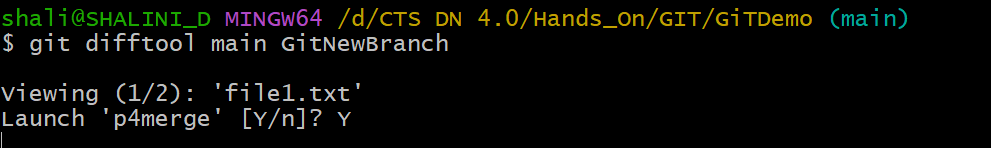 shali@SHALINI_D MINGW64 /d/CTS DN 4.0/Hands_On/GIT/GiTDemo (main)
$ git difftool main GitNewBranch
Viewing (1/2): 'file1.txt'
Launch 'p4merge' [Y/n]? Y